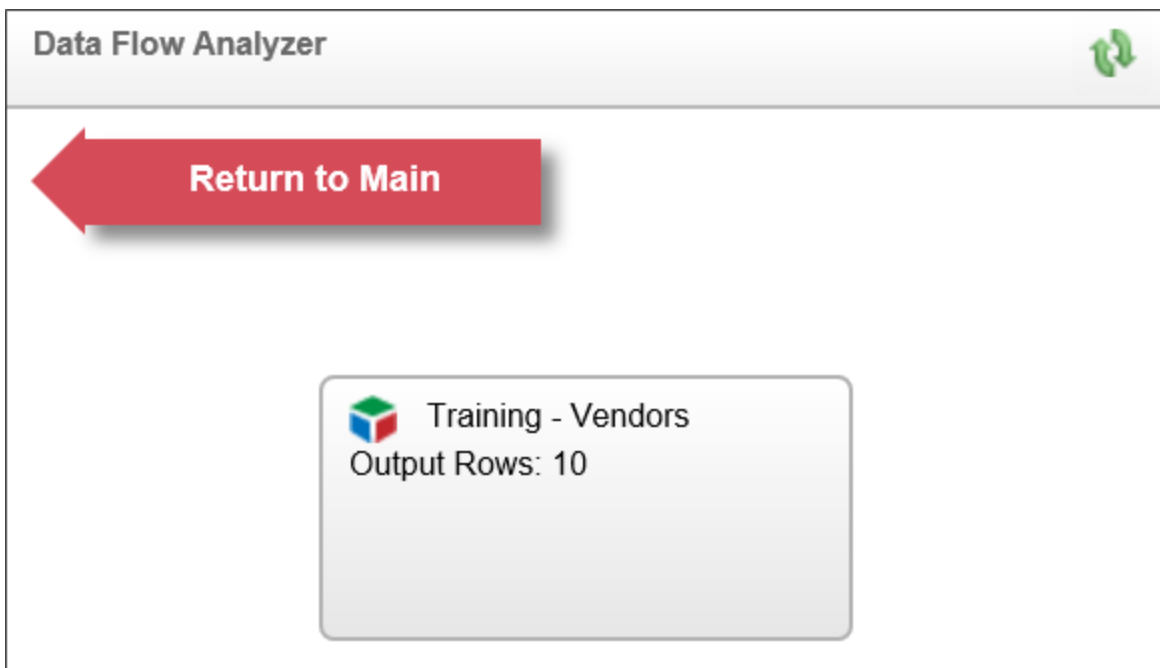 Data Flow Analyzer
Return to Main
Training - Vendors
Output Rows: 10